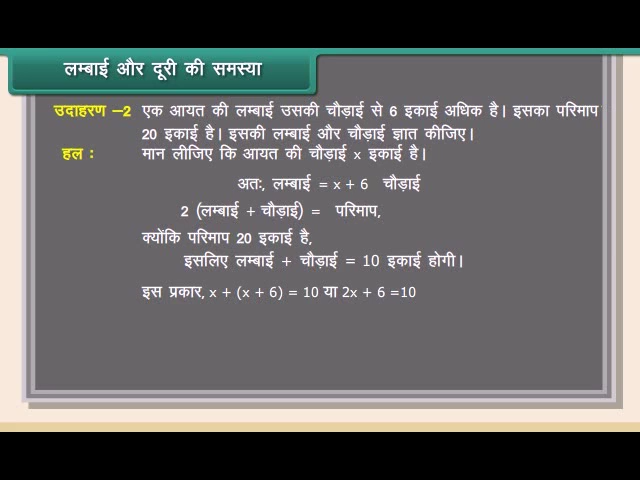 लम्बाई और दूरी की समस्या
उदाहरण –2 एक आयत की लम्बाई उसकी चौड़ाई से 6 इकाई अधिक है। इसका परिमाप
20 इकाई है। इसकी लम्बाई और चौड़ाई ज्ञात कीजिए।
हल : मान लीजिए कि आयत की चौड़ाई x इकाई है।
अतः, लम्बाई = x + 6 चौड़ाई
2 (लम्बाई + चौड़ाई) = परिमाप,
क्योंकि परिमाप 20 इकाई है,
इसलिए लम्बाई + चौड़ाई = 10 इकाई होगी।
इस प्रकार, x + (x + 6) = 10 या 2x + 6 =10